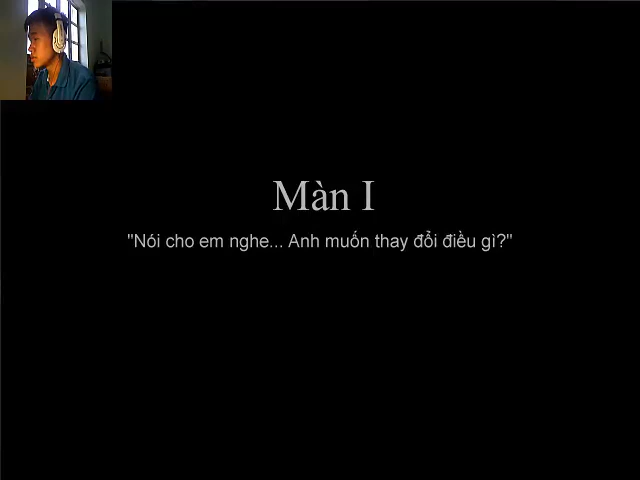 Màn I
"Nói cho em nghe... Anh muốn thay đổi điều gì?"